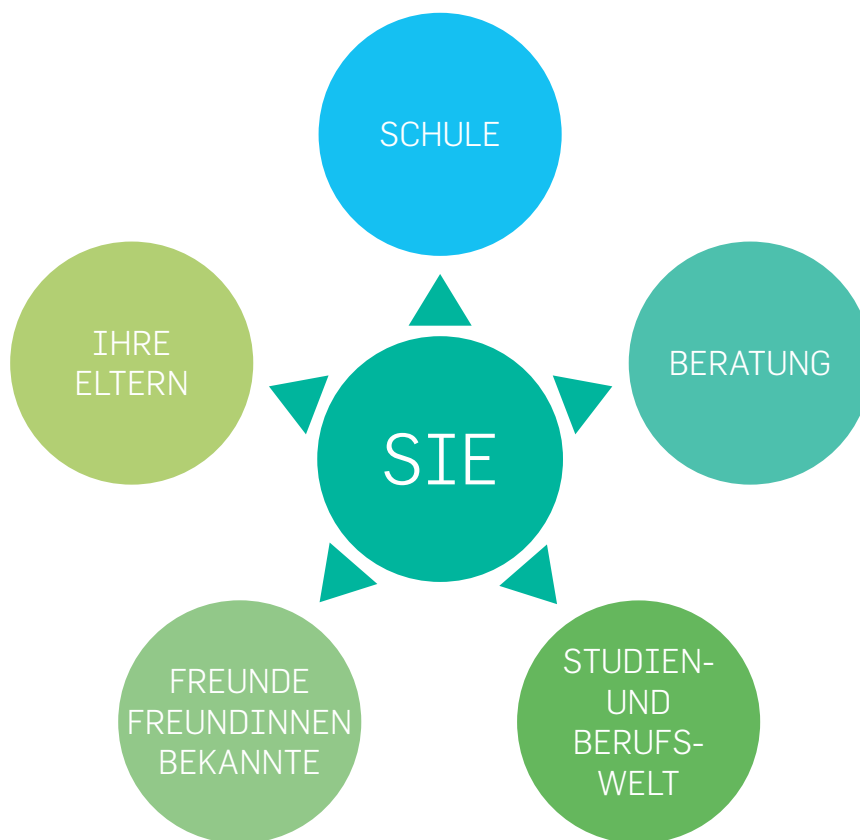 SCHULE
IHRE
ELTERN
BERATUNG
SIE
FREUNDE
FREUNDINNEN
BEKANNTE
STUDIEN-
UND
BERUFS-
WELT